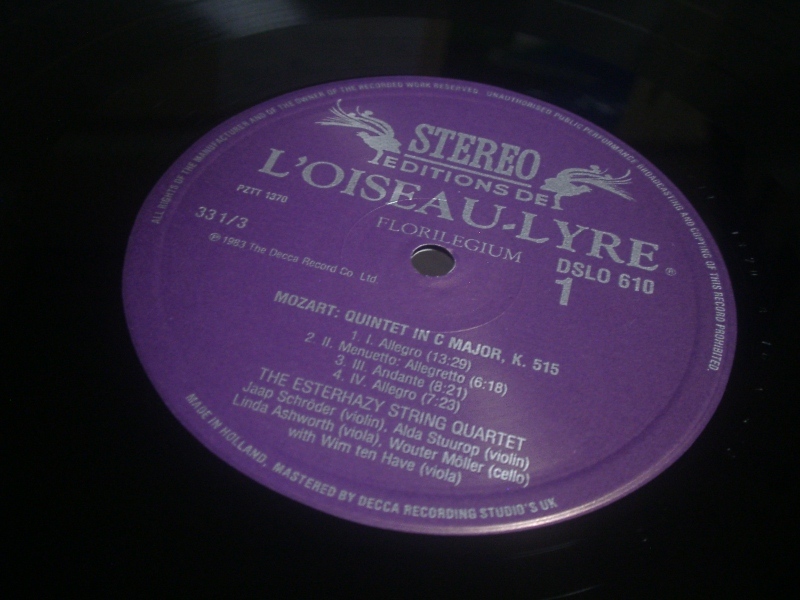 ALL RIGHTS OF THE MANUFACTURER AND OF THE OWNER OF THE RECORDED WORK RESERVED UNAUTHORISED PUBLIC PERFORMANCE BROADCASTING AND COPYING OF THIS RECORD PROHIBITED.
STEREO
EDITIONS DE
L'OISEAU-LYRE®
FLORILEGIUM
PZTT 1370
33 1/3
℗ 1983 The Decca Record Co. Ltd.
DSLO 610
1
MOZART: QUINTET IN C MAJOR, K. 515
1. I. Allegro (13:29)
2. II. Menuetto: Allegretto (6:18)
3. III. Andante (8:21)
4. IV. Allegro (7:23)
THE ESTERHAZY STRING QUARTET
Jaap Schröder (violin), Alda Stuurop (violin)
Linda Ashworth (viola), Wouter Möller (cello)
with Wim ten Have (viola)
MADE IN HOLLAND. MASTERED BY DECCA RECORDING STUDIO'S UK